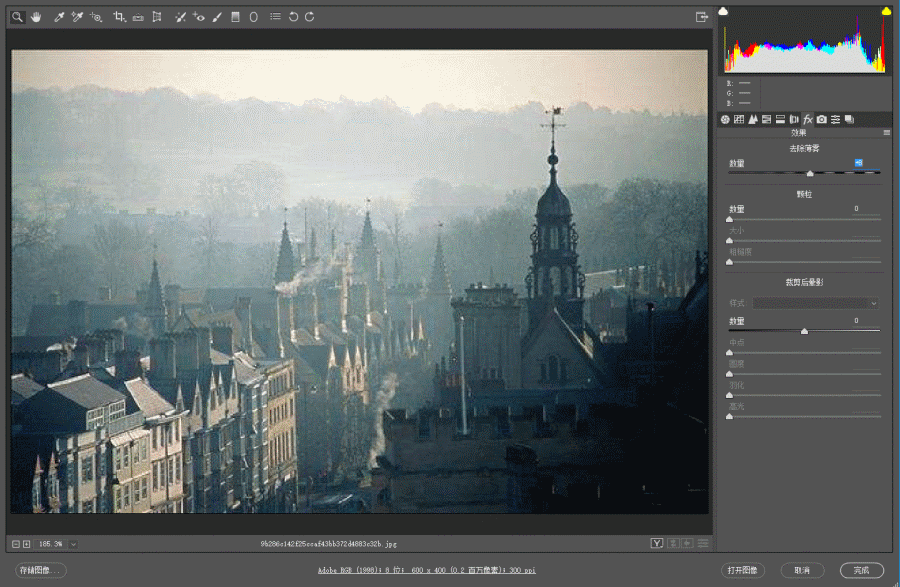 R:
G:
B:
fx
效果
去除薄雾
数量
颗粒
数量 0
大小
粗糙度
裁剪后晕影
样式
数量 0
中点
圆度
羽化
高光
185.3%
Y
存储图像...
Adobe RGB (1998); 8 位; 600 x 400 (0.2 百万像素); 300 ppi
打开图像
取消
完成